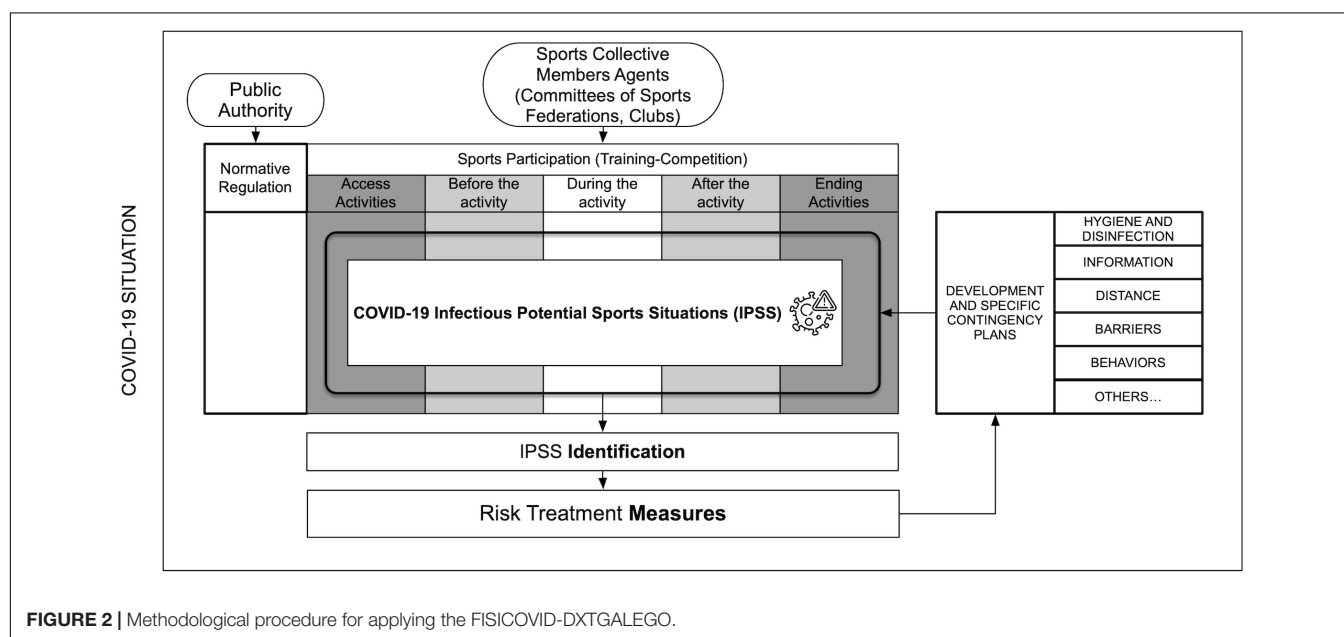 COVID-19 SITUATION
Public
Authority
Sports Collective
Members Agents
(Committees of Sports
Federations, Clubs)
Normative
Regulation
Sports Participation (Training-Competition)
Access
Activities
Before the
activity
During the
activity
After the
activity
Ending
Activities
COVID-19 Infectious Potential Sports Situations (IPSS)
DEVELOPMENT
AND SPECIFIC
CONTINGENCY
PLANS
HYGIENE AND
DISINFECTION
INFORMATION
DISTANCE
BARRIERS
BEHAVIORS
OTHERS…
IPSS Identification
Risk Treatment Measures
FIGURE 2 | Methodological procedure for applying the FISICOVID-DXTGALEGO.